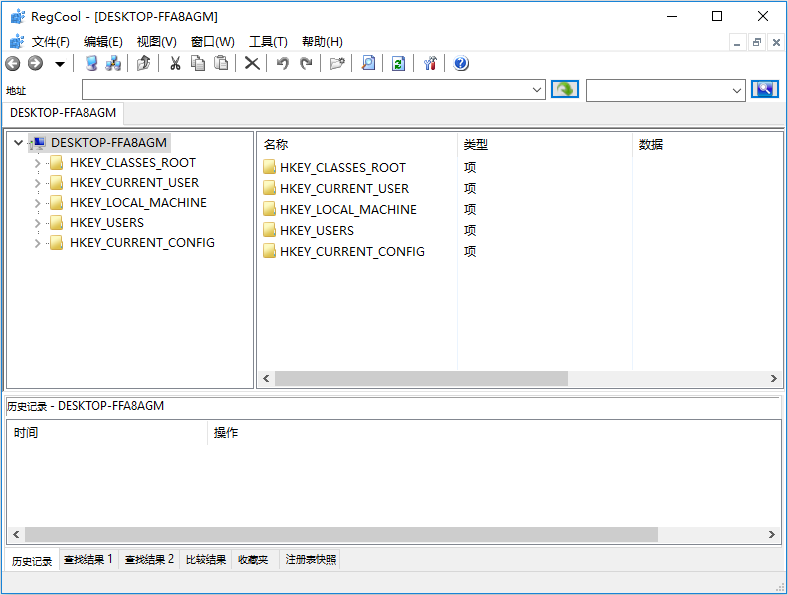 RegCool - [DESKTOP-FFA8AGM]
文件(F) 编辑(E) 视图(V) 窗口(W) 工具(T) 帮助(H)
地址
DESKTOP-FFA8AGM
DESKTOP-FFA8AGM
HKEY_CLASSES_ROOT
HKEY_CURRENT_USER
HKEY_LOCAL_MACHINE
HKEY_USERS
HKEY_CURRENT_CONFIG
名称 类型 数据
HKEY_CLASSES_ROOT 项
HKEY_CURRENT_USER 项
HKEY_LOCAL_MACHINE 项
HKEY_USERS 项
HKEY_CURRENT_CONFIG 项
历史记录 - DESKTOP-FFA8AGM
时间 操作
历史记录 查找结果 1 查找结果 2 比较结果 收藏夹 注册表快照